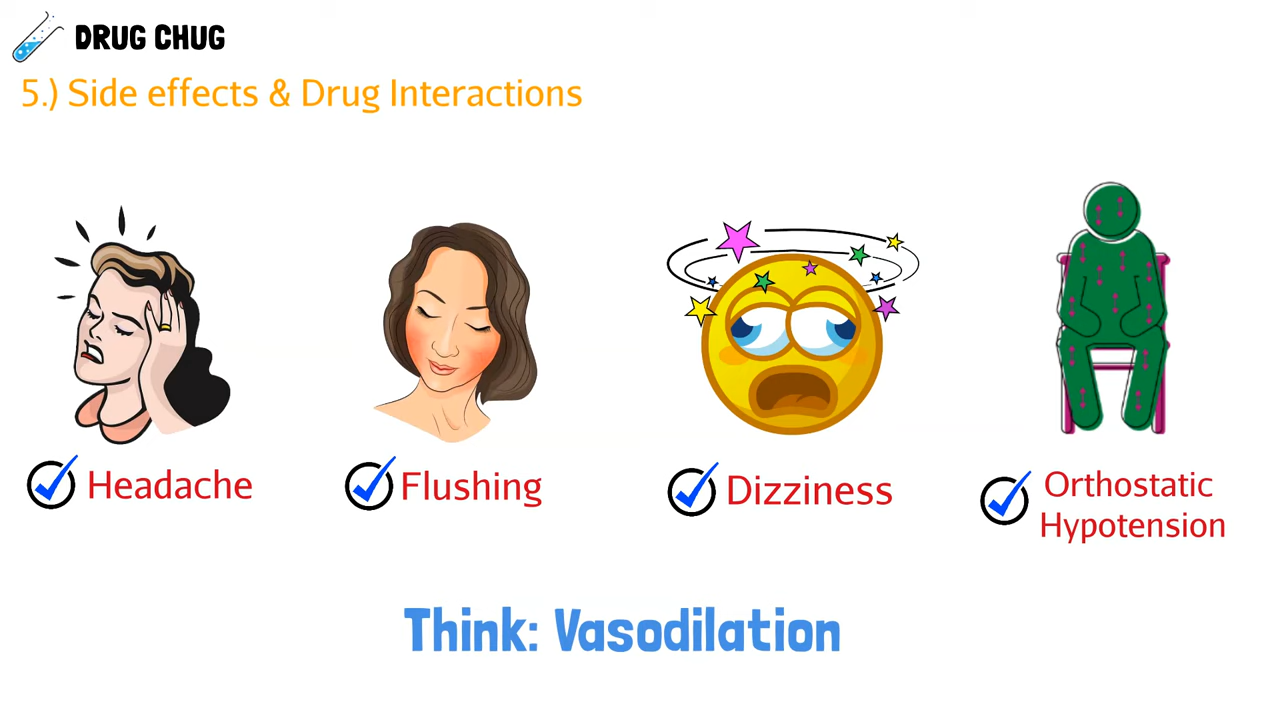 DRUG CHUG
5.) Side effects & Drug Interactions
Headache
Flushing
Dizziness
Orthostatic
Hypotension
Think: Vasodilation